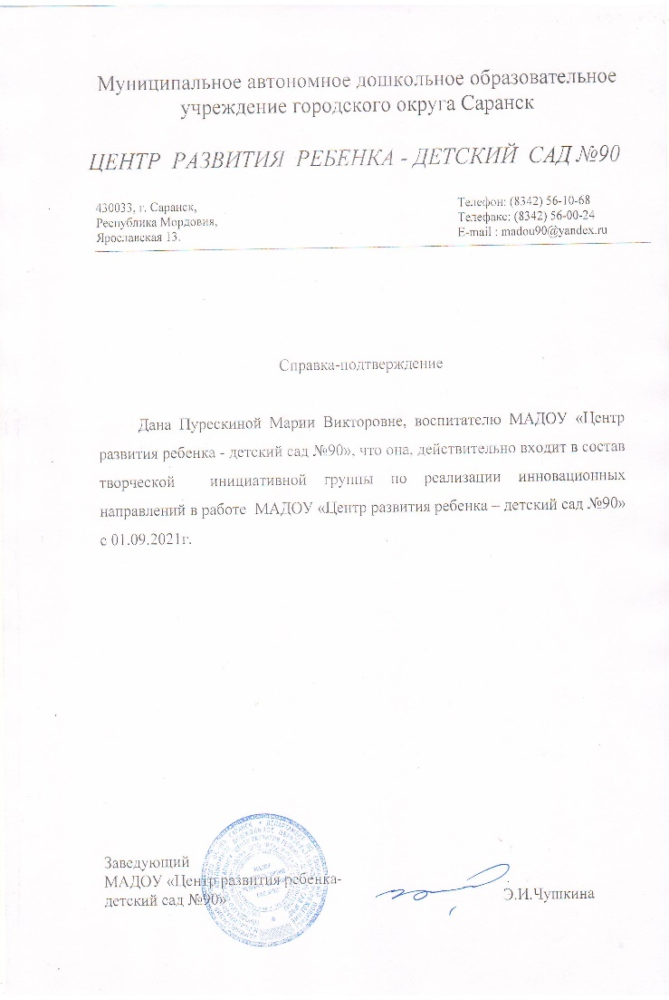 Муниципальное автономное дошкольное образовательное
учреждение городского округа Саранск
ЦЕНТР РАЗВИТИЯ РЕБЕНКА - ДЕТСКИЙ САД №90
430033, г. Саранск,
Республика Мордовия,
Ярославская 13.
Телефон: (8342) 56-10-68
Телефакс: (8342) 56-00-24
E-mail : madou90@yandex.ru
Справка-подтверждение
Дана Пурескиной Марии Викторовне, воспитателю МАДОУ «Центр
развития ребенка - детский сад №90», что она, действительно входит в состав
творческой инициативной группы по реализации инновационных
направлений в работе МАДОУ «Центр развития ребенка – детский сад №90»
с 01.09.2021г.
Заведующий
МАДОУ «Центр развития ребенка-
детский сад №90»
Э.И.Чушкина